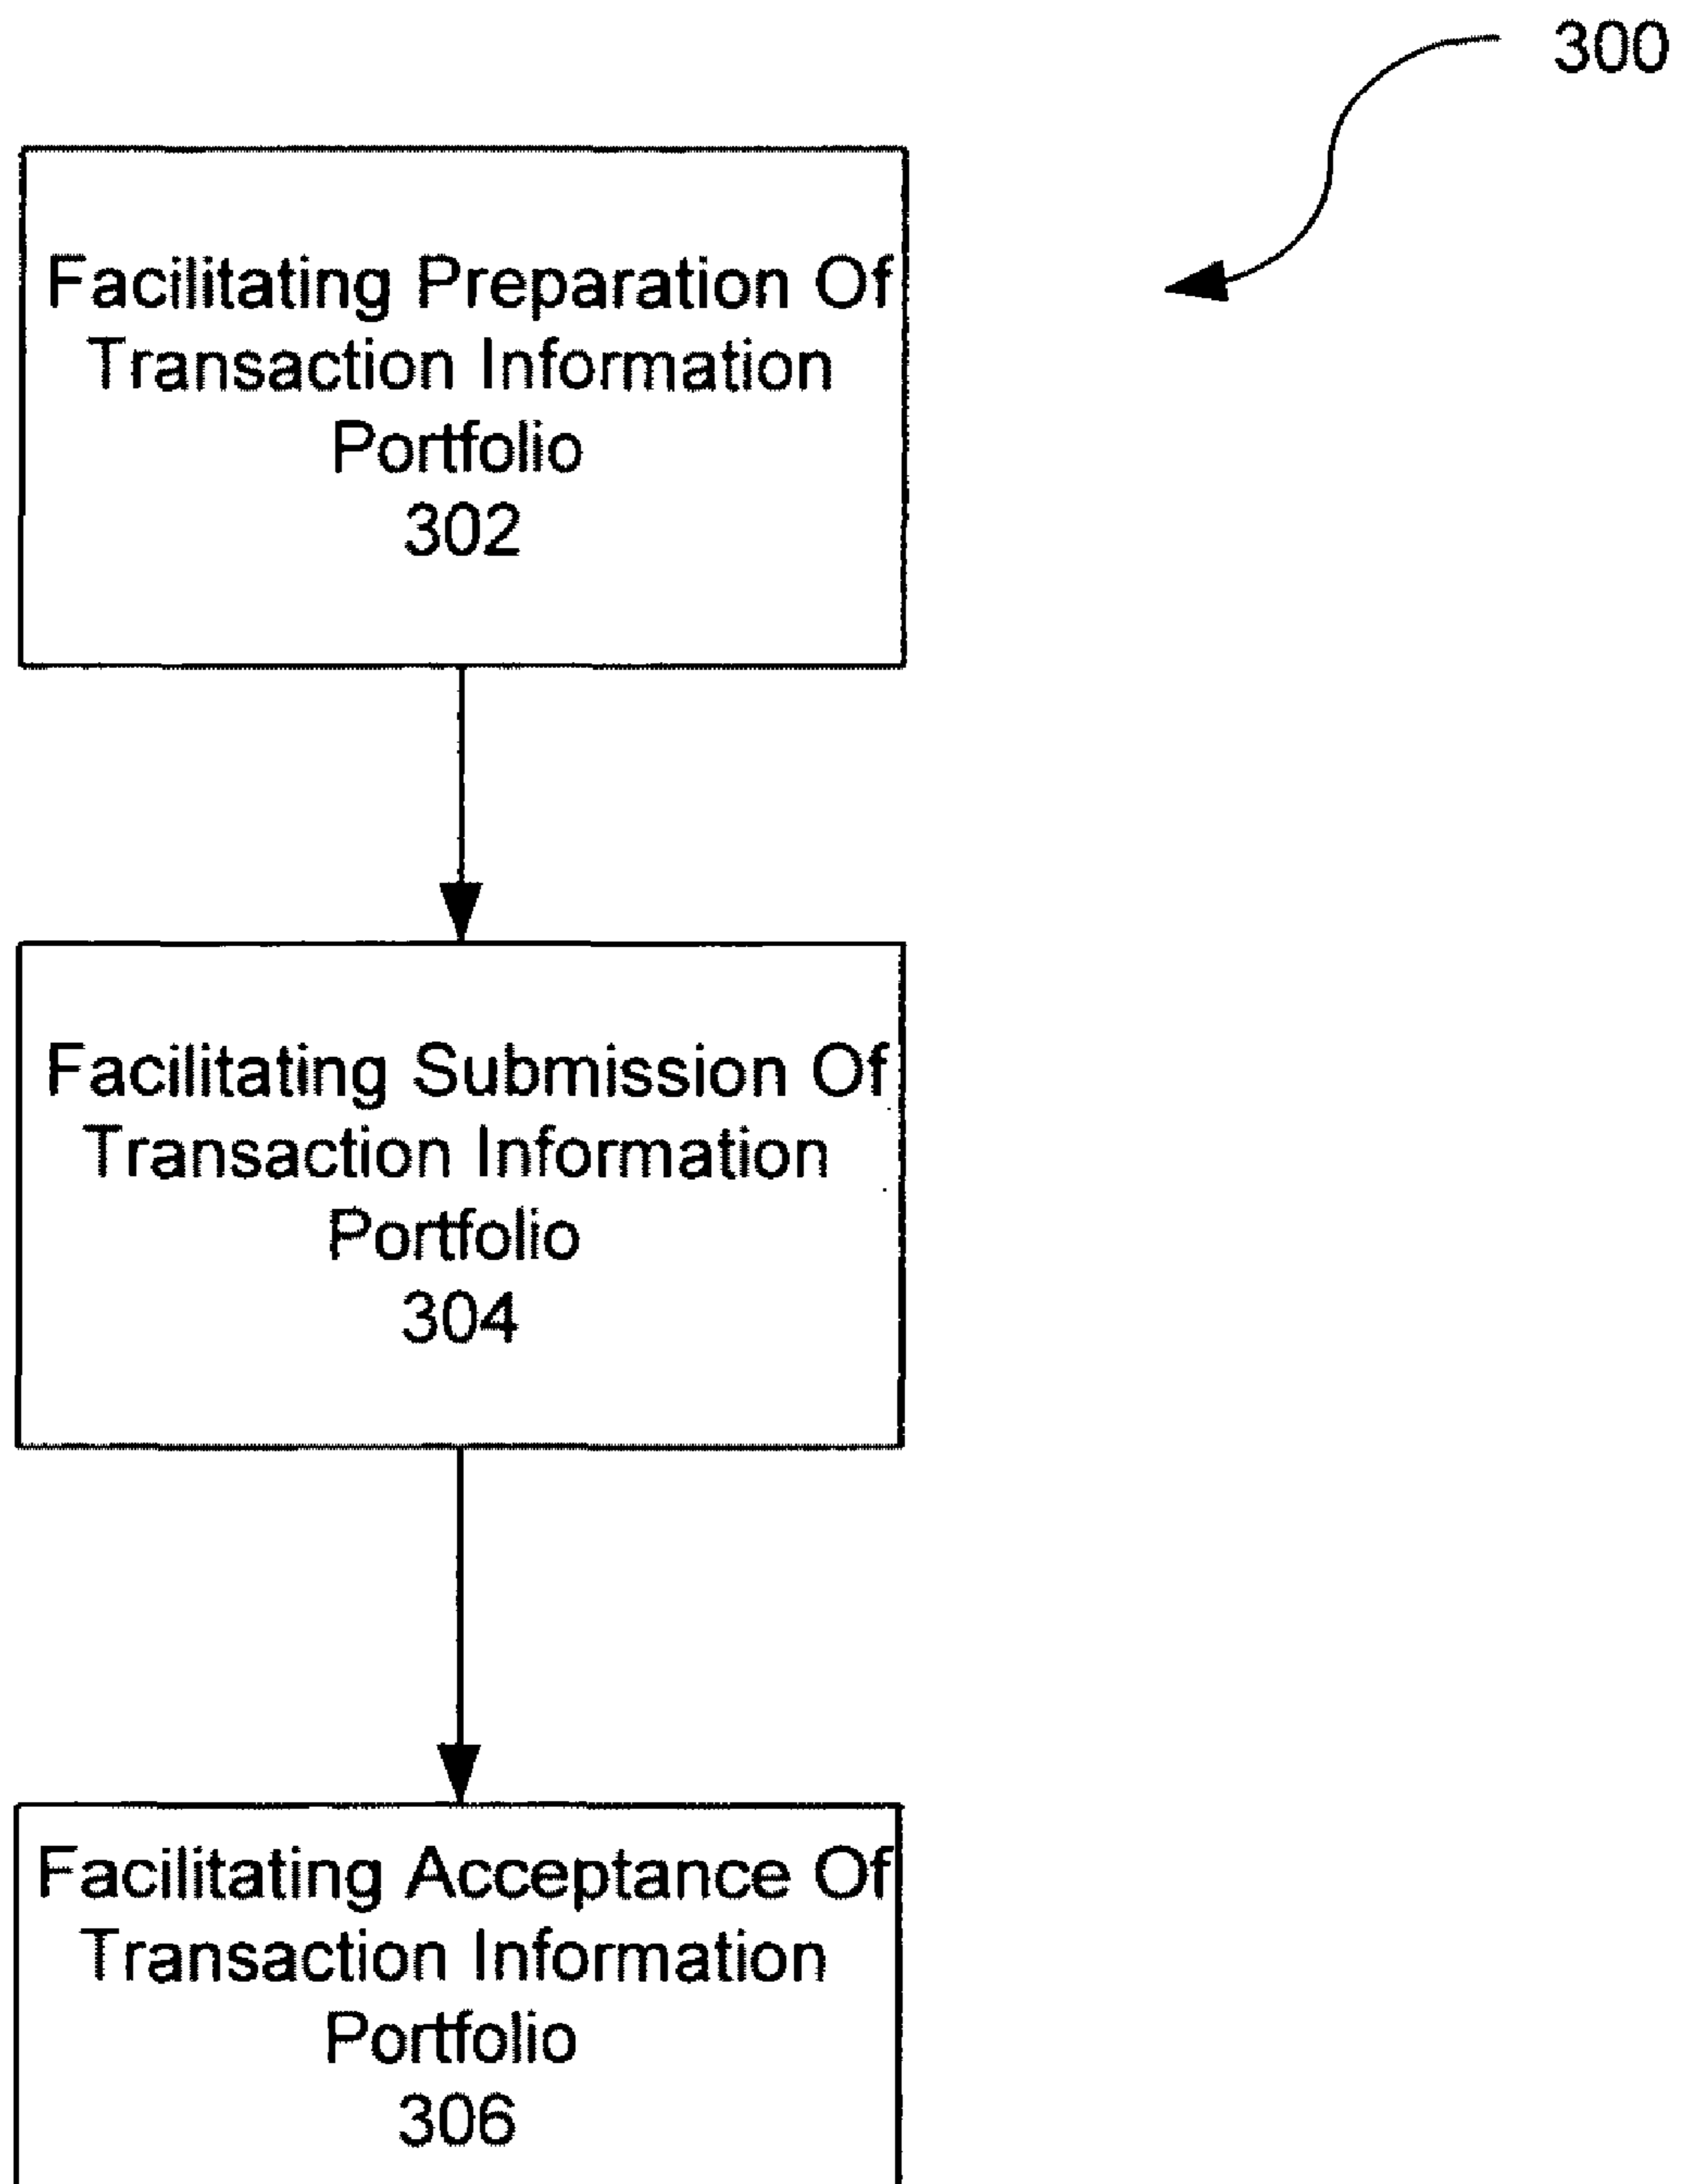 300
Facilitating Preparation Of
Transaction Information
Portfolio
302
Facilitating Submission Of
Transaction Information
Portfolio
304
Facilitating Acceptance Of
Transaction Information
Portfolio
306